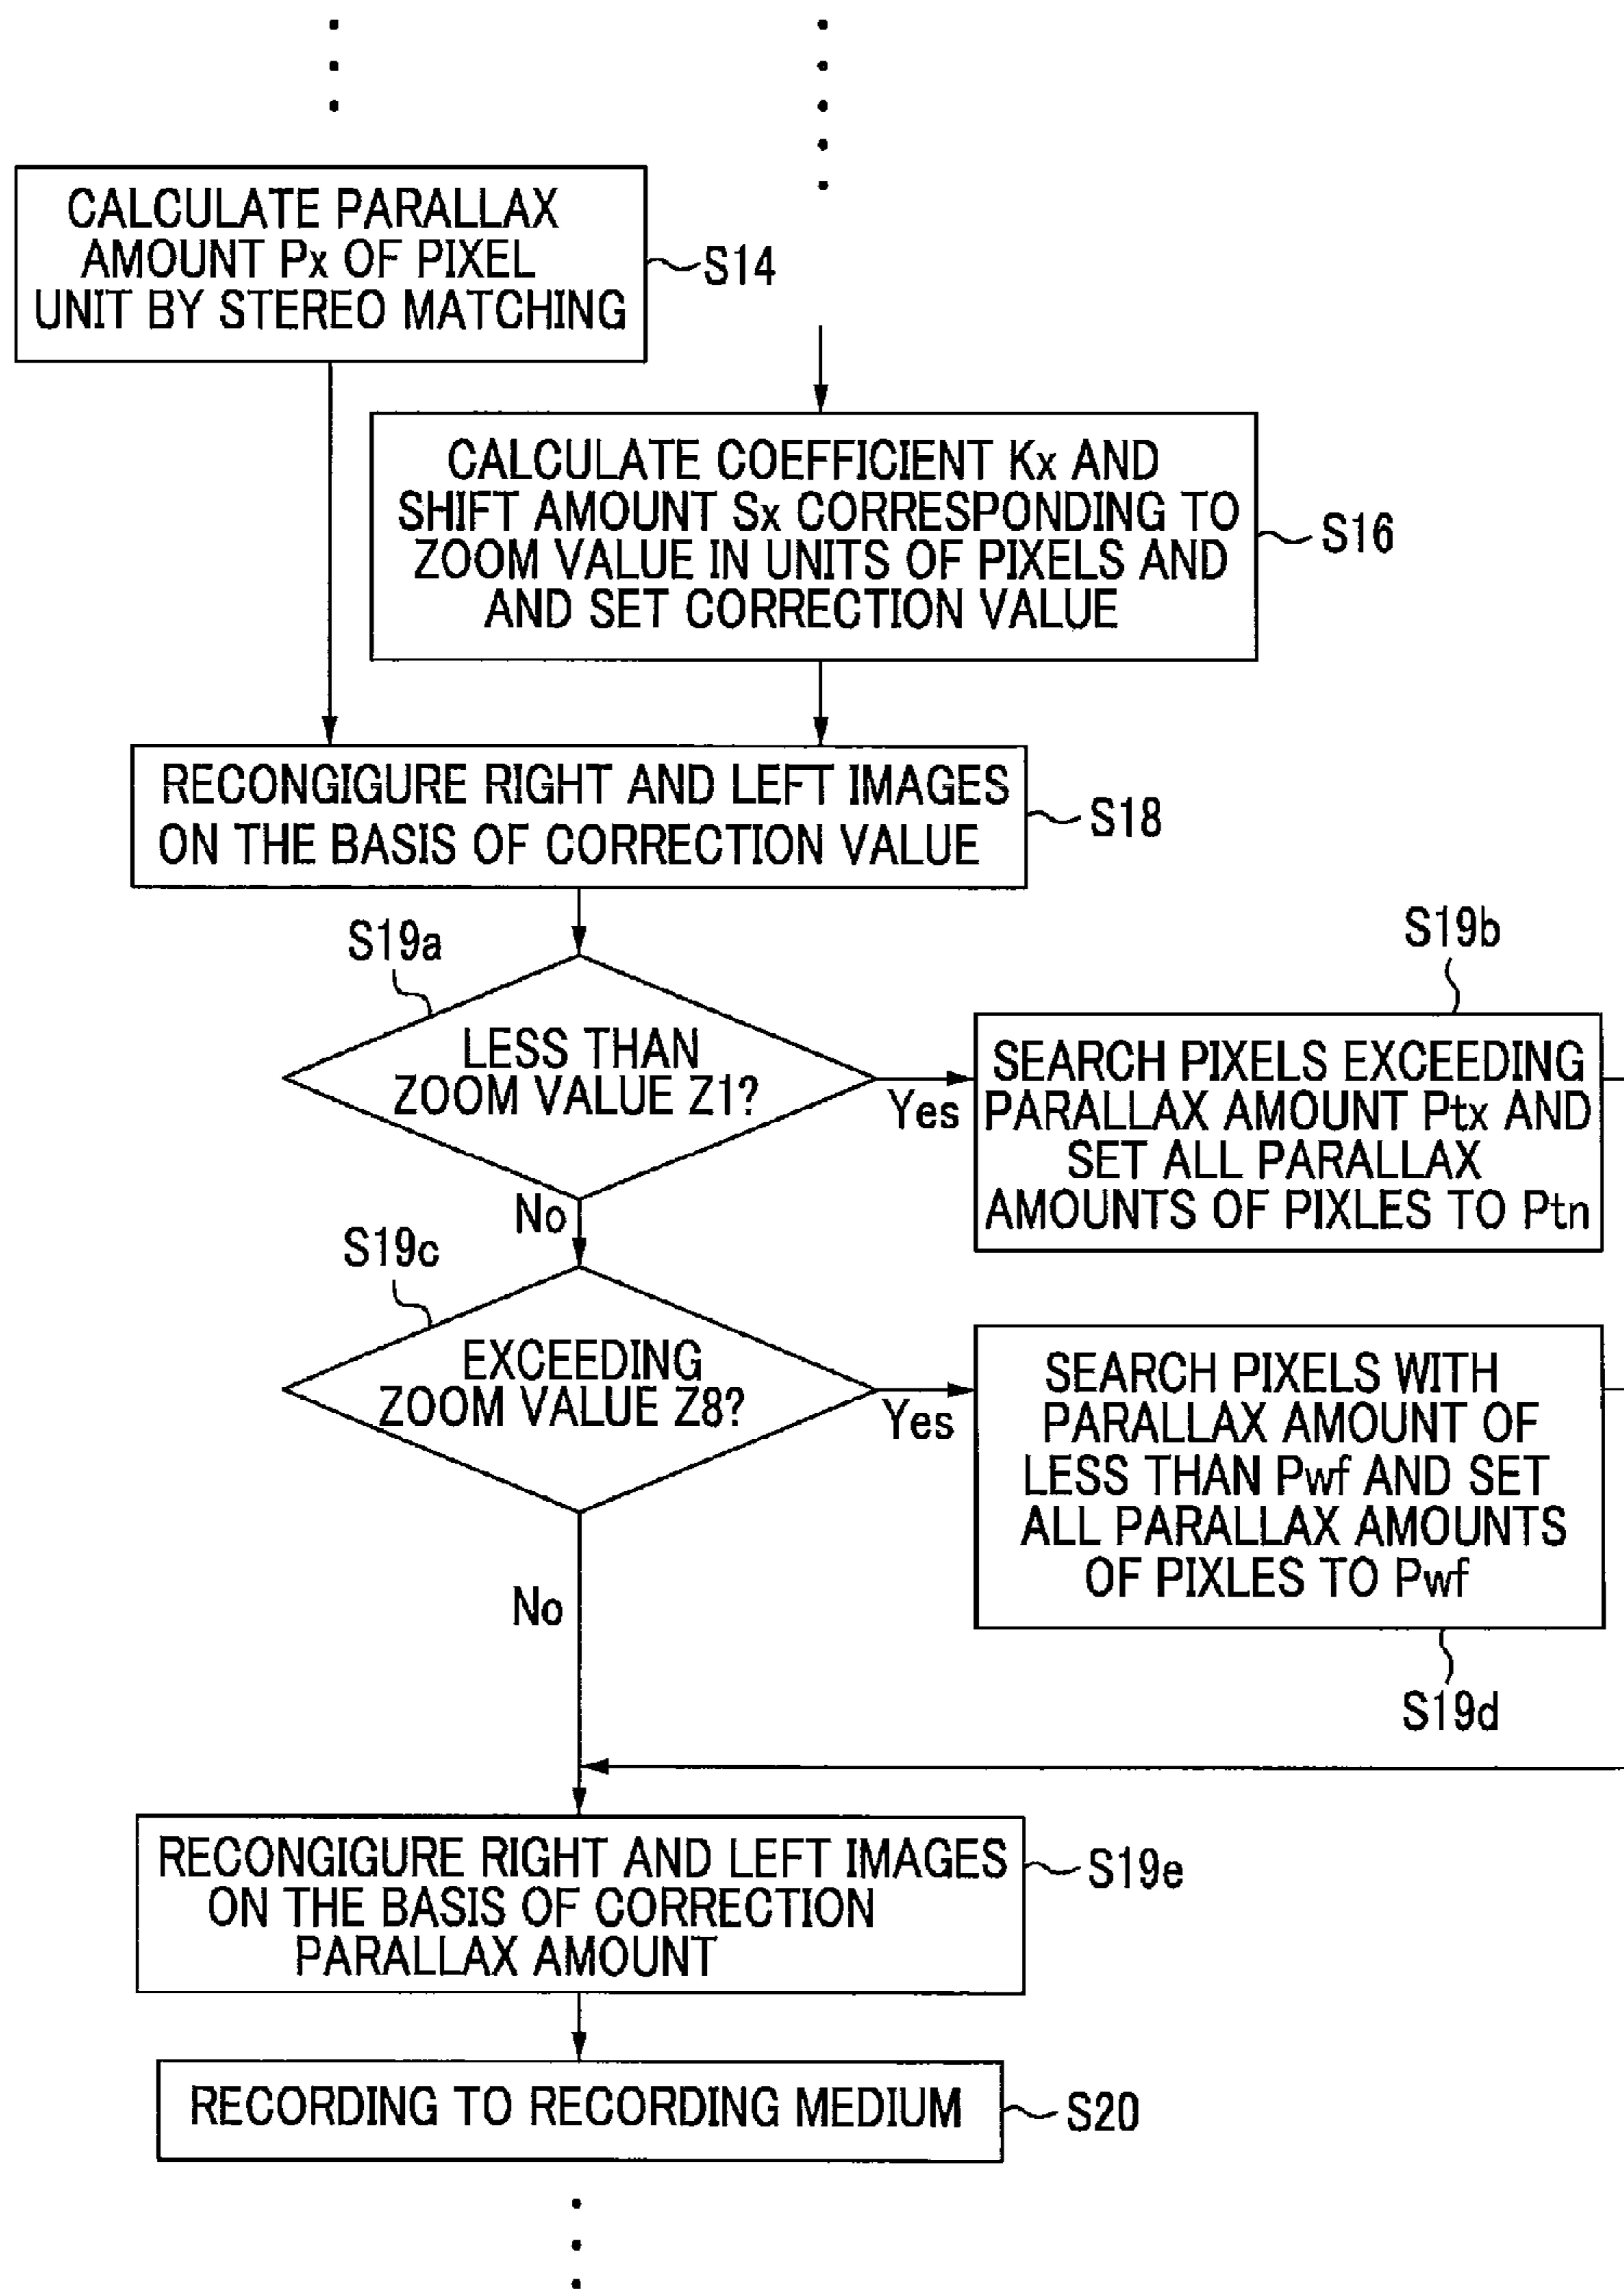 CALCULATE PARALLAX
AMOUNT Px OF PIXEL
UNIT BY STEREO MATCHING
S14
CALCULATE COEFFICIENT Kx AND
SHIFT AMOUNT Sx CORRESPONDING TO
ZOOM VALUE IN UNITS OF PIXELS AND
AND SET CORRECTION VALUE
S16
RECONGIGURE RIGHT AND LEFT IMAGES
ON THE BASIS OF CORRECTION VALUE
S18
S19a
LESS THAN
ZOOM VALUE Z1?
Yes
No
S19b
SEARCH PIXELS EXCEEDING
PARALLAX AMOUNT Ptx AND
SET ALL PARALLAX
AMOUNTS OF PIXLES TO Ptn
S19c
EXCEEDING
ZOOM VALUE Z8?
Yes
No
SEARCH PIXELS WITH
PARALLAX AMOUNT OF
LESS THAN Pwf AND SET
ALL PARALLAX AMOUNTS
OF PIXLES TO Pwf
S19d
RECONGIGURE RIGHT AND LEFT IMAGES
ON THE BASIS OF CORRECTION
PARALLAX AMOUNT
S19e
RECORDING TO RECORDING MEDIUM
S20